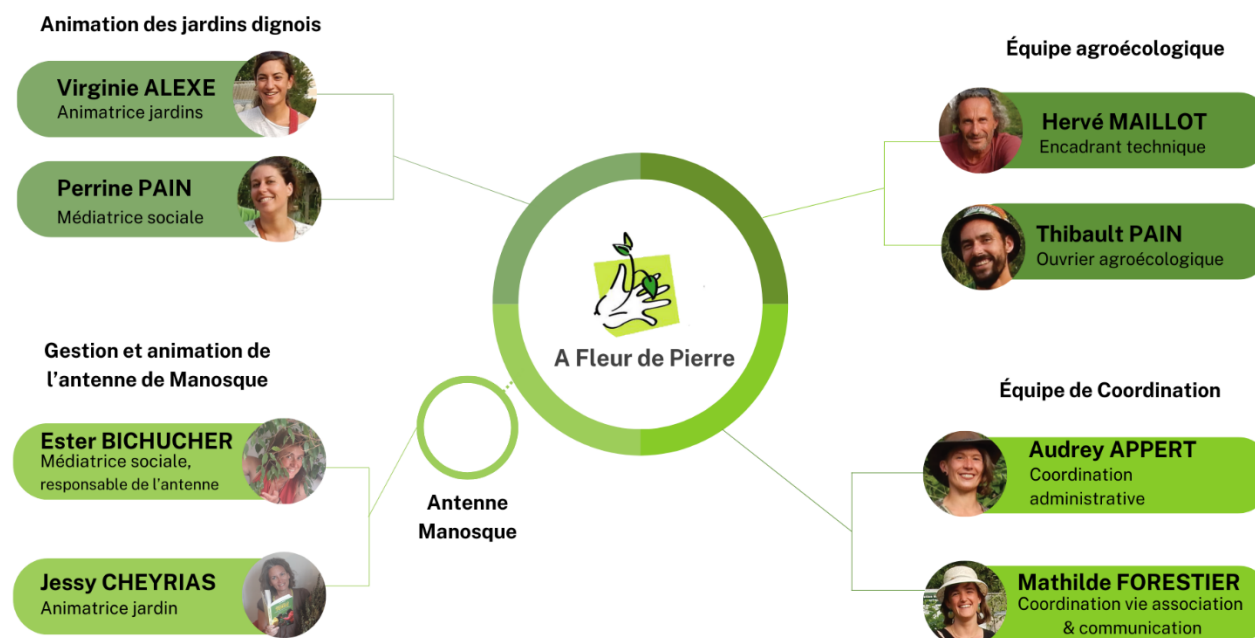 Animation des jardins dignois
Virginie ALEXE
Animatrice jardins
Perrine PAIN
Médiatrice sociale
Gestion et animation de
l’antenne de Manosque
Ester BICHUCHER
Médiatrice sociale,
responsable de l’antenne
Jessy CHEYRIAS
Animatrice jardin
Antenne
Manosque
A Fleur de Pierre
Équipe agroécologique
Hervé MAILLOT
Encadrant technique
Thibault PAIN
Ouvrier agroécologique
Équipe de Coordination
Audrey APPERT
Coordination
administrative
Mathilde FORESTIER
Coordination vie association
& communication